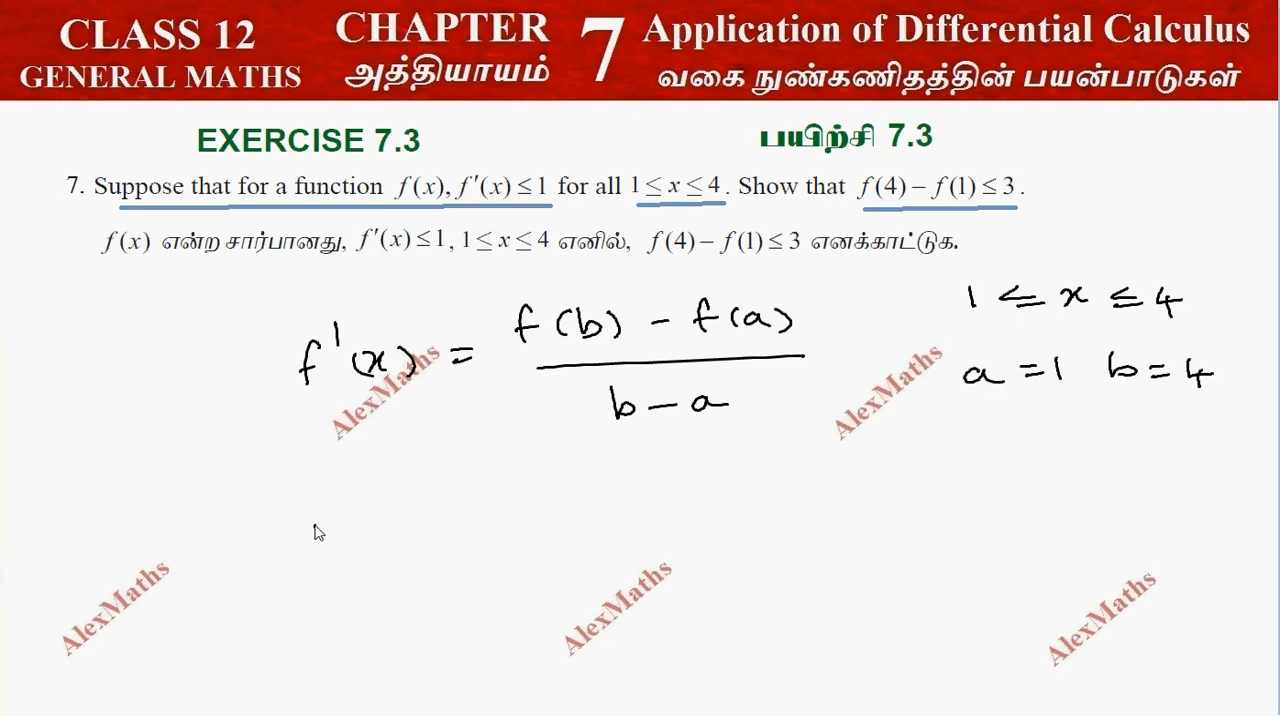 CLASS 12
GENERAL MATHS
CHAPTER
அத்தியாயம்
7
Application of Differential Calculus
வகை நுண்கணிதத்தின் பயன்பாடுகள்
EXERCISE 7.3
பயிற்சி 7.3
7. Suppose that for a function f(x), f′(x) ≤ 1 for all 1 ≤ x ≤ 4. Show that f(4) − f(1) ≤ 3.
f(x) என்ற சார்பானது, f′(x) ≤ 1, 1 ≤ x ≤ 4 எனில், f(4) − f(1) ≤ 3 எனக்காட்டுக.
f'(x) = f(b) − f(a) / b − a
1 ≤ x ≤ 4
a = 1 b = 4
AlexMaths
AlexMaths
AlexMaths
AlexMaths
AlexMaths